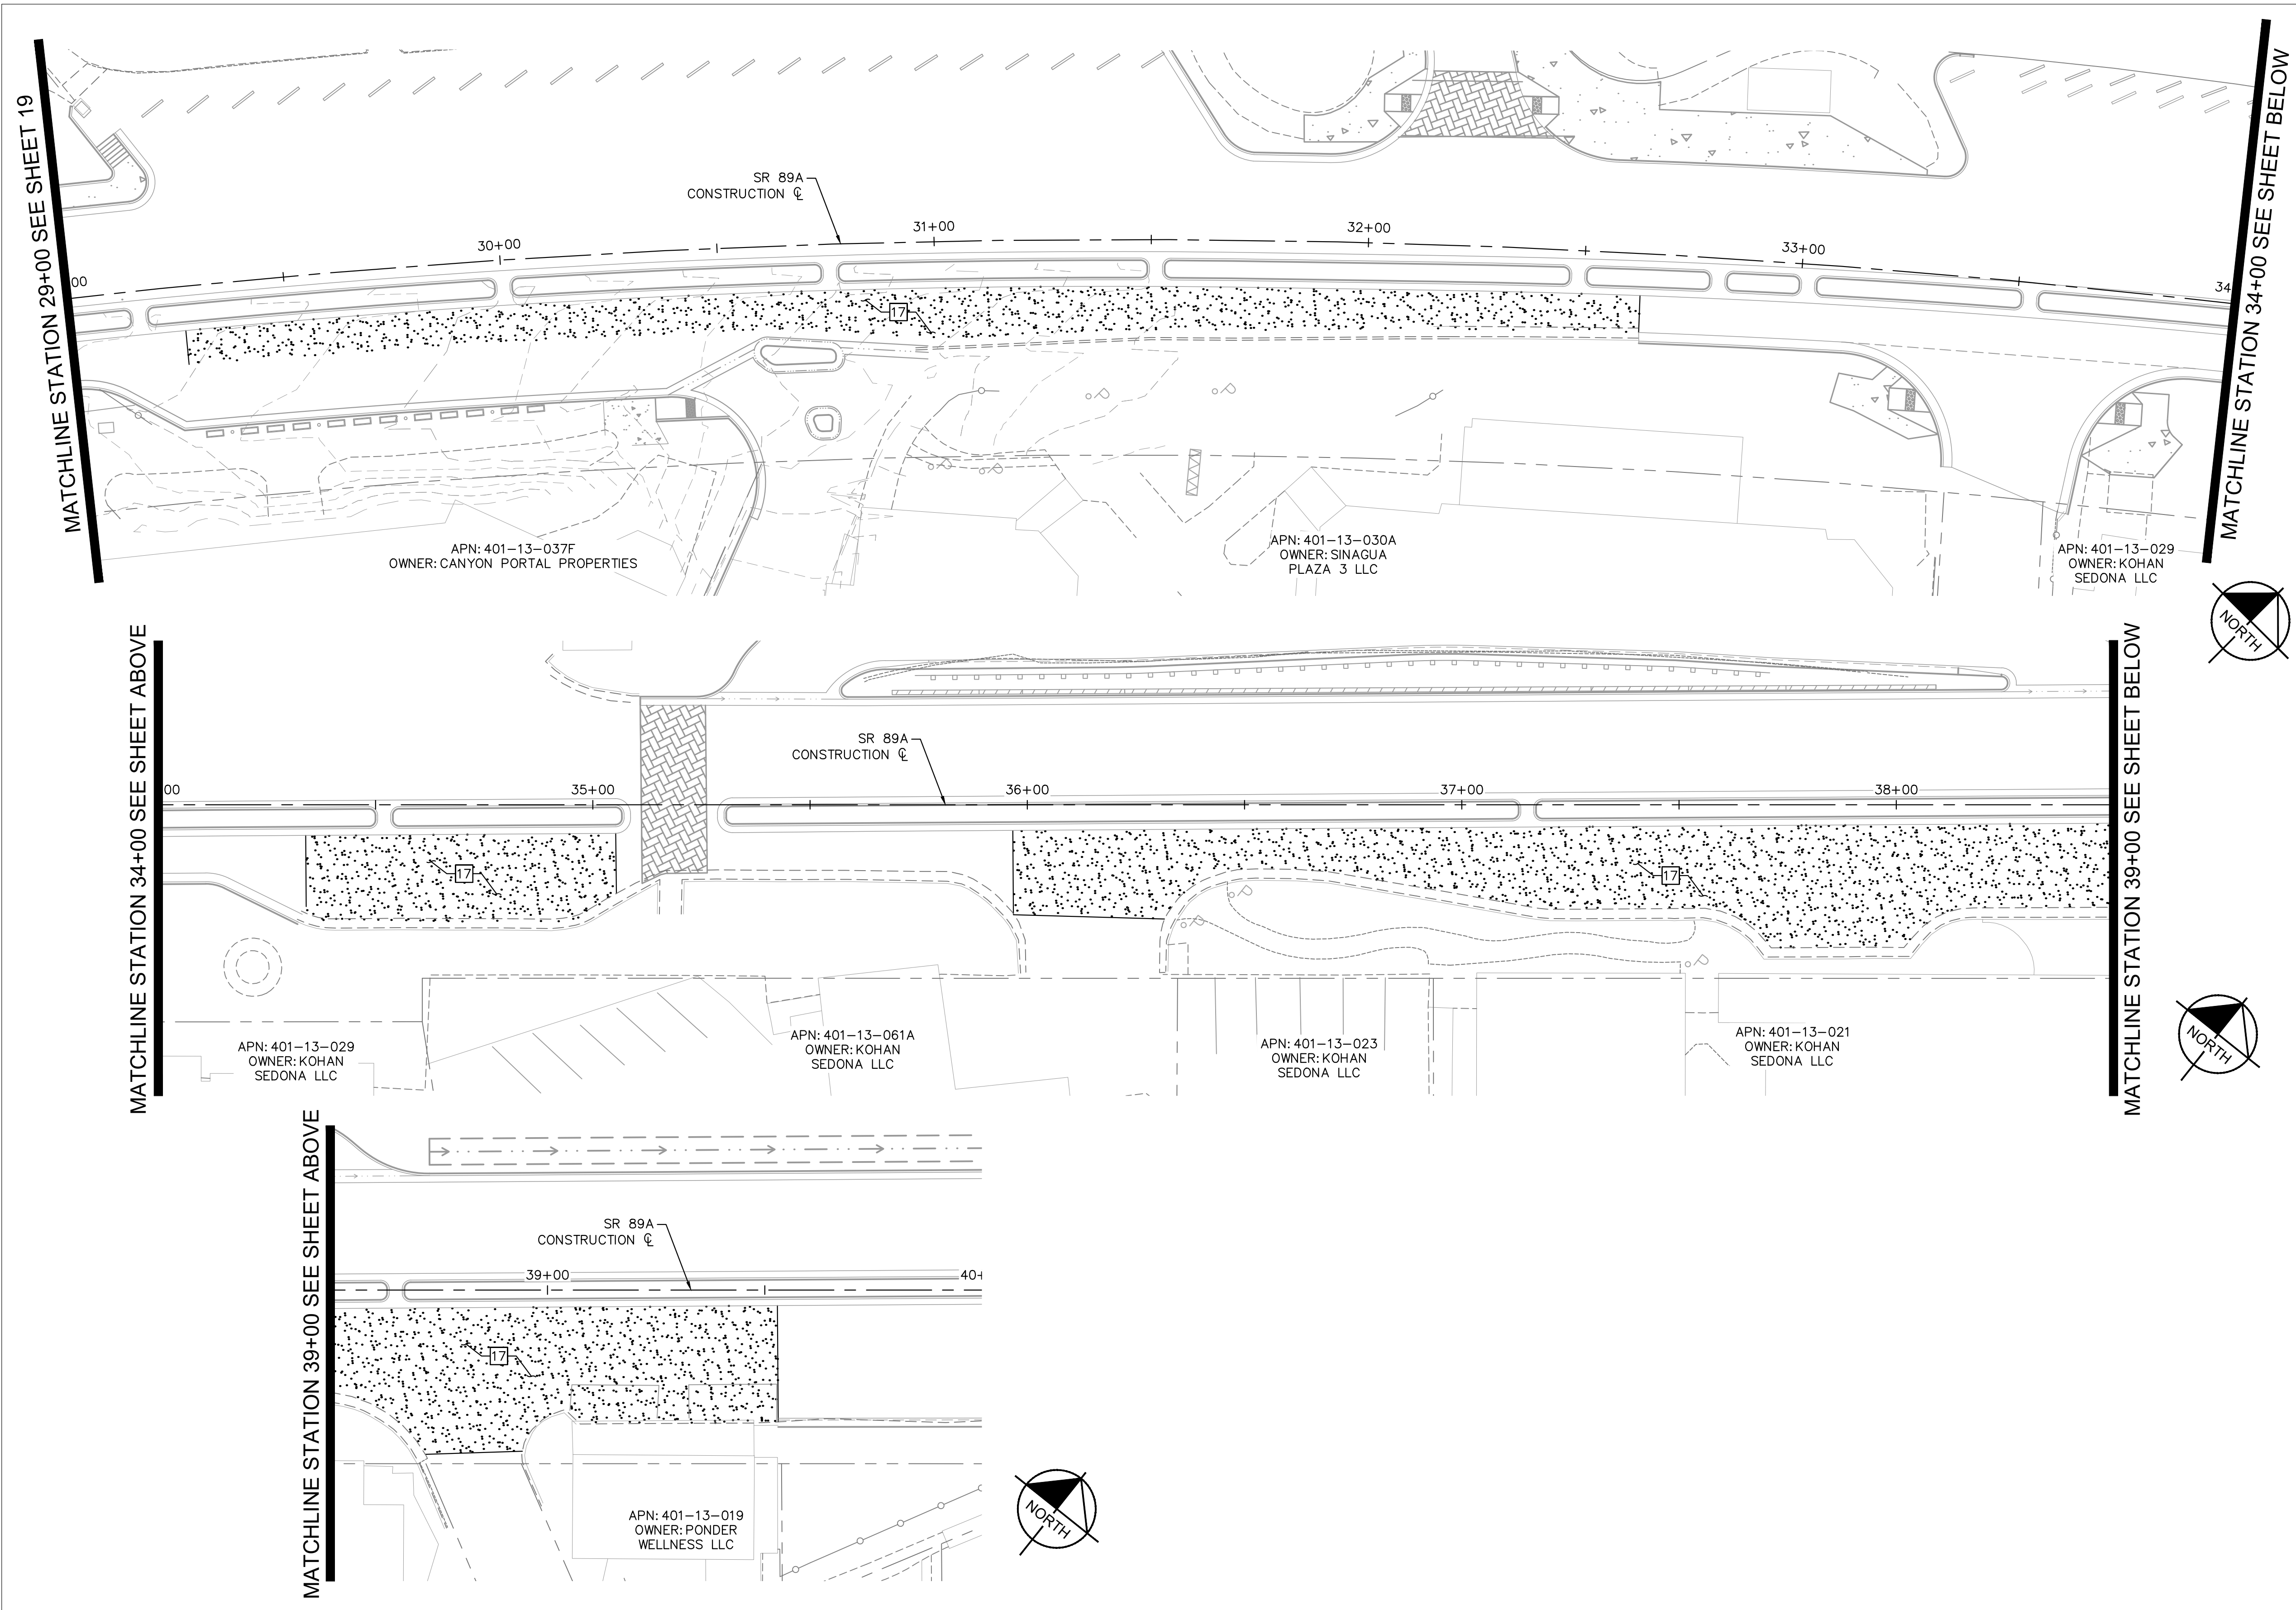 MATCHLINE STATION 29+00 SEE SHEET 19
MATCHLINE STATION 34+00 SEE SHEET BELOW
SR 89A
CONSTRUCTION ℄
00
30+00
31+00
32+00
33+00
34
17
APN: 401-13-037F
OWNER: CANYON PORTAL PROPERTIES
APN: 401-13-030A
OWNER: SINAGUA
PLAZA 3 LLC
APN: 401-13-029
OWNER: KOHAN
SEDONA LLC
NORTH
MATCHLINE STATION 34+00 SEE SHEET ABOVE
MATCHLINE STATION 39+00 SEE SHEET BELOW
SR 89A
CONSTRUCTION ℄
00
35+00
36+00
37+00
38+00
17
17
APN: 401-13-029
OWNER: KOHAN
SEDONA LLC
APN: 401-13-061A
OWNER: KOHAN
SEDONA LLC
APN: 401-13-023
OWNER: KOHAN
SEDONA LLC
APN: 401-13-021
OWNER: KOHAN
SEDONA LLC
NORTH
MATCHLINE STATION 39+00 SEE SHEET ABOVE
SR 89A
CONSTRUCTION ℄
39+00
40+
17
APN: 401-13-019
OWNER: PONDER
WELLNESS LLC
NORTH